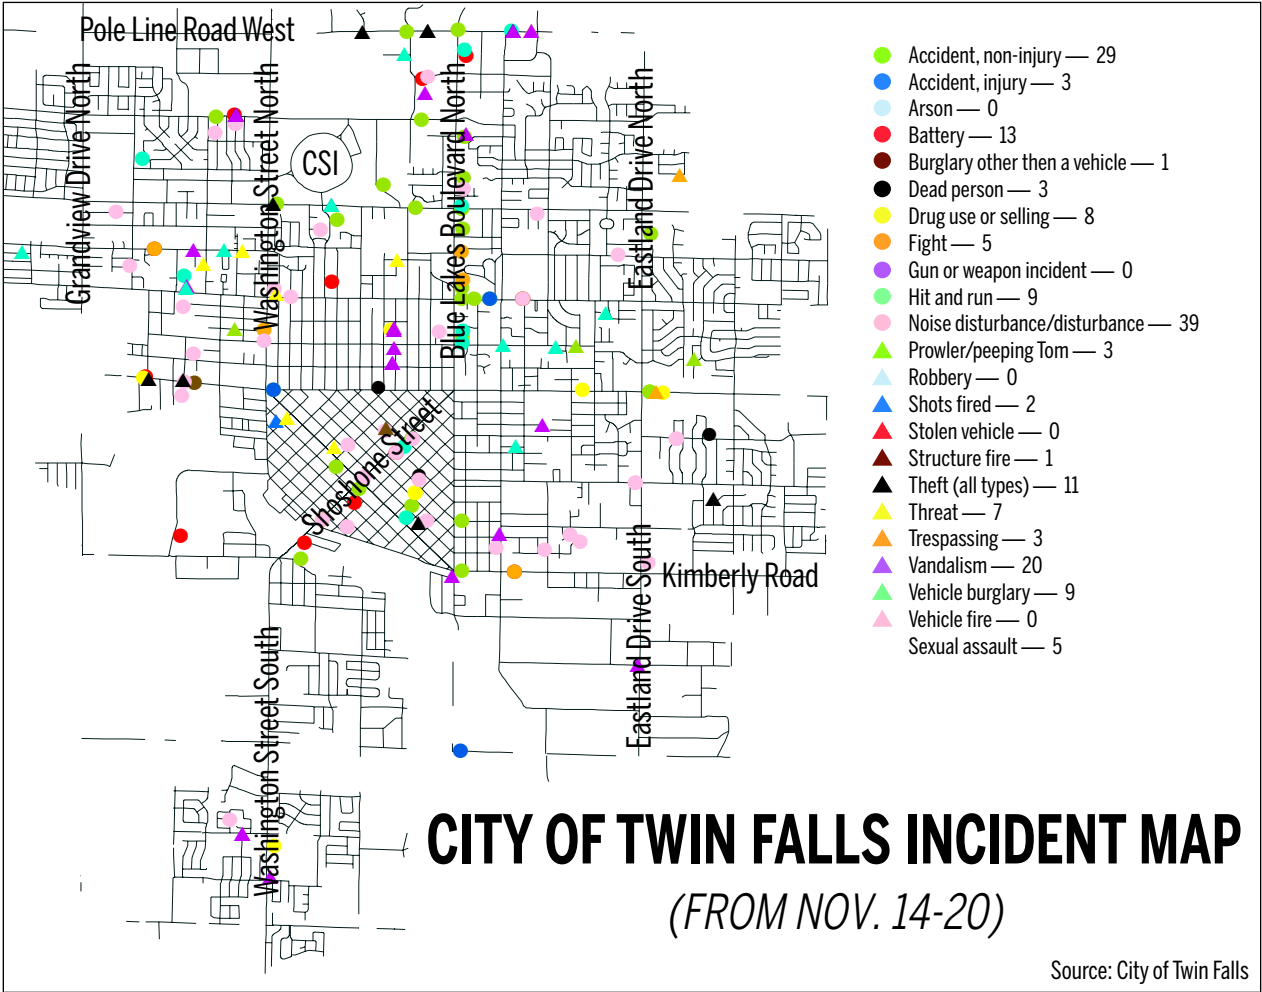 Pole Line Road West
Grandview Drive North
Washington Street North
CSI
Blue Lakes Boulevard North
Eastland Drive North
Shoshone Street
Kimberly Road
Eastland Drive South
Washington Street South
Accident, non-injury — 29
Accident, injury — 3
Arson — 0
Battery — 13
Burglary other then a vehicle — 1
Dead person — 3
Drug use or selling — 8
Fight — 5
Gun or weapon incident — 0
Hit and run — 9
Noise disturbance/disturbance — 39
Prowler/peeping Tom — 3
Robbery — 0
Shots fired — 2
Stolen vehicle — 0
Structure fire — 1
Theft (all types) — 11
Threat — 7
Trespassing — 3
Vandalism — 20
Vehicle burglary — 9
Vehicle fire — 0
Sexual assault — 5
CITY OF TWIN FALLS INCIDENT MAP
(FROM NOV. 14-20)
Source: City of Twin Falls